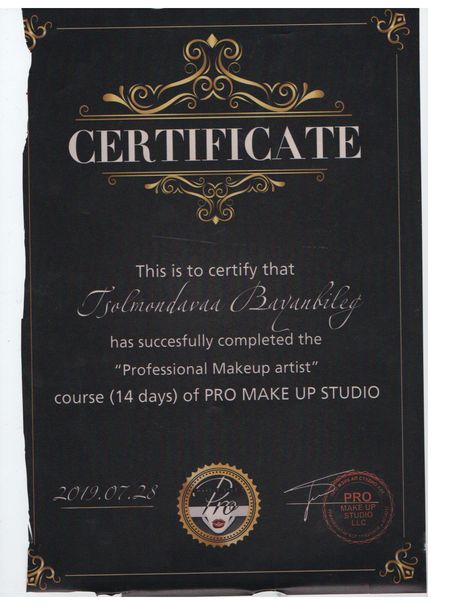 CERTIFICATE
This is to certify that
Tsolmondavaa Bayanbileg
has succesfully completed the
“Professional Makeup artist”
course (14 days) of PRO MAKE UP STUDIO
2019.07.28
Pro
PRO
MAKE UP
STUDIO
LLC